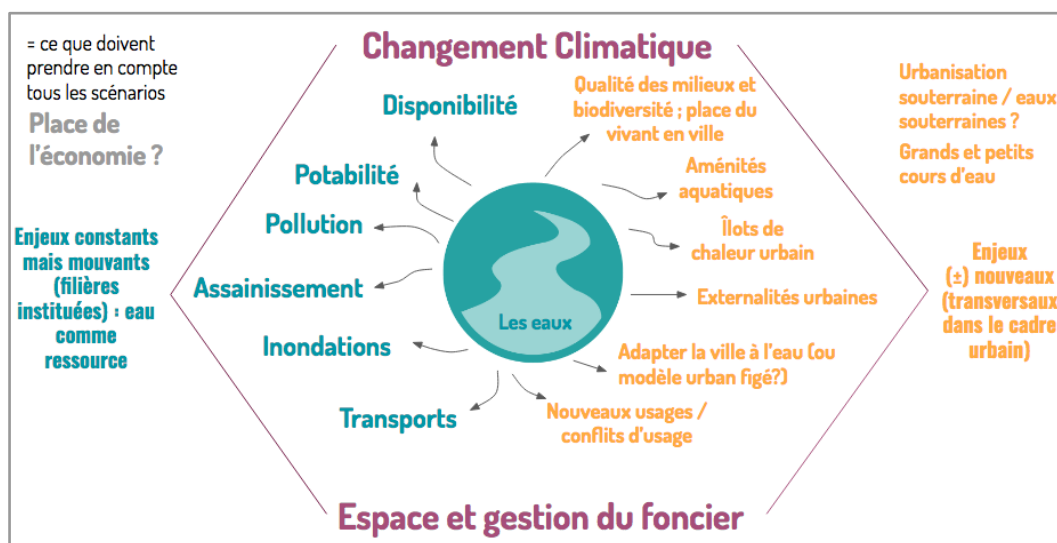 = ce que doivent
prendre en compte
tous les scénarios
Place de
l'économie ?
Changement Climatique
Urbanisation
souterraine / eaux
souterraines ?
Grands et petits
cours d'eau
Disponibilité
Potabilité
Pollution
Assainissement
Inondations
Transports
Enjeux constants
mais mouvants
(filières
instituées) : eau
comme
ressource
Les eaux
Qualité des milieux et
biodiversité ; place du
vivant en ville
Aménités
aquatiques
Îlots de
chaleur urbain
Externalités urbaines
Adapter la ville à l'eau (ou
modèle urban figé?)
Nouveaux usages /
conflits d'usage
Enjeux
(±) nouveaux
(transversaux
dans le cadre
urbain)
Espace et gestion du foncier